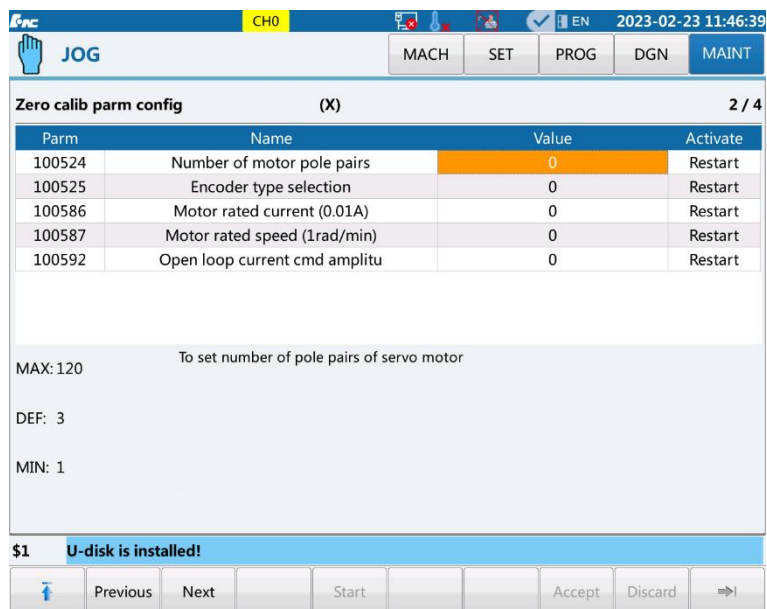 HNC CH0 EN 2023-02-23 11:46:39
JOG MACH SET PROG DGN MAINT
Zero calib parm config (X) 2 / 4
Parm Name Value Activate
100524 Number of motor pole pairs 0 Restart
100525 Encoder type selection 0 Restart
100586 Motor rated current (0.01A) 0 Restart
100587 Motor rated speed (1rad/min) 0 Restart
100592 Open loop current cmd amplitu 0 Restart
To set number of pole pairs of servo motor
MAX: 120
DEF: 3
MIN: 1
$1 U-disk is installed!
Previous Next Start Accept Discard